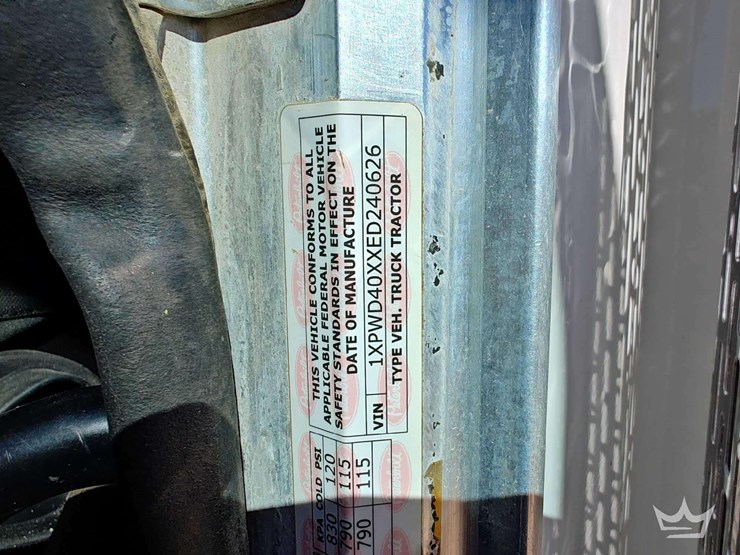 THIS VEHICLE CONFORMS TO ALL
APPLICABLE FEDERAL MOTOR VEHICLE
SAFETY STANDARDS IN EFFECT ON THE
DATE OF MANUFACTURE
VIN 1XPWD40XXED240626
TYPE VEH. TRUCK TRACTOR
KPA COLD PSI
830 120
790 115
790 115